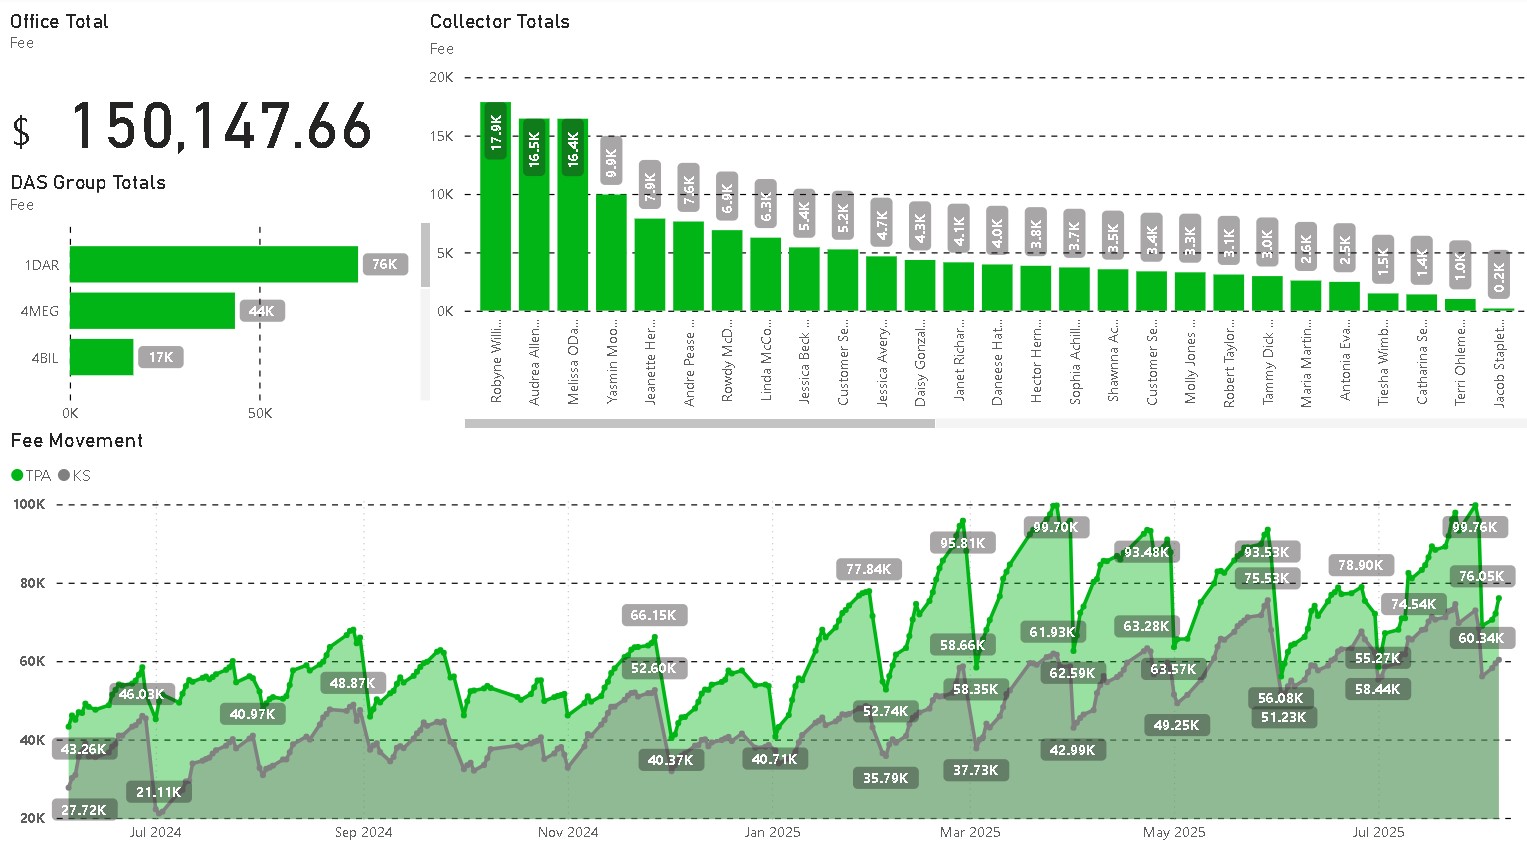 Office Total
Fee
$ 150,147.66
DAS Group Totals
Fee
1DAR
76K
4MEG
44K
4BIL
17K
0K
50K
Collector Totals
Fee
20K
15K
10K
5K
0K
17.9K
16.5K
16.4K
9.9K
7.9K
7.6K
6.9K
6.3K
5.4K
5.2K
4.7K
4.3K
4.1K
4.0K
3.8K
3.7K
3.5K
3.4K
3.3K
3.1K
3.0K
2.6K
2.5K
1.5K
1.4K
1.0K
0.2K
Robyne Willi...
Audrea Allen...
Melissa ODa...
Yasmin Moo...
Jeanette Her...
Andre Pease ...
Rowdy McD...
Linda McCo...
Jessica Beck ...
Customer Se...
Jessica Avery...
Daisy Gonzal...
Janet Richar...
Daneese Hat...
Hector Hern...
Sophia Achill...
Shawnna Ac...
Customer Se...
Molly Jones ...
Robert Taylor...
Tammy Dick ...
Maria Martin...
Antonia Eva...
Tiesha Wimb...
Catharina Se...
Terri Ohleme...
Jacob Staplet...
Fee Movement
TPA KS
100K
80K
60K
40K
20K
43.26K
27.72K
46.03K
21.11K
40.97K
48.87K
66.15K
52.60K
40.37K
40.71K
77.84K
52.74K
35.79K
95.81K
58.66K
58.35K
37.73K
99.70K
61.93K
62.59K
42.99K
93.48K
63.28K
63.57K
49.25K
93.53K
75.53K
56.08K
51.23K
78.90K
55.27K
58.44K
74.54K
99.76K
76.05K
60.34K
Jul 2024
Sep 2024
Nov 2024
Jan 2025
Mar 2025
May 2025
Jul 2025